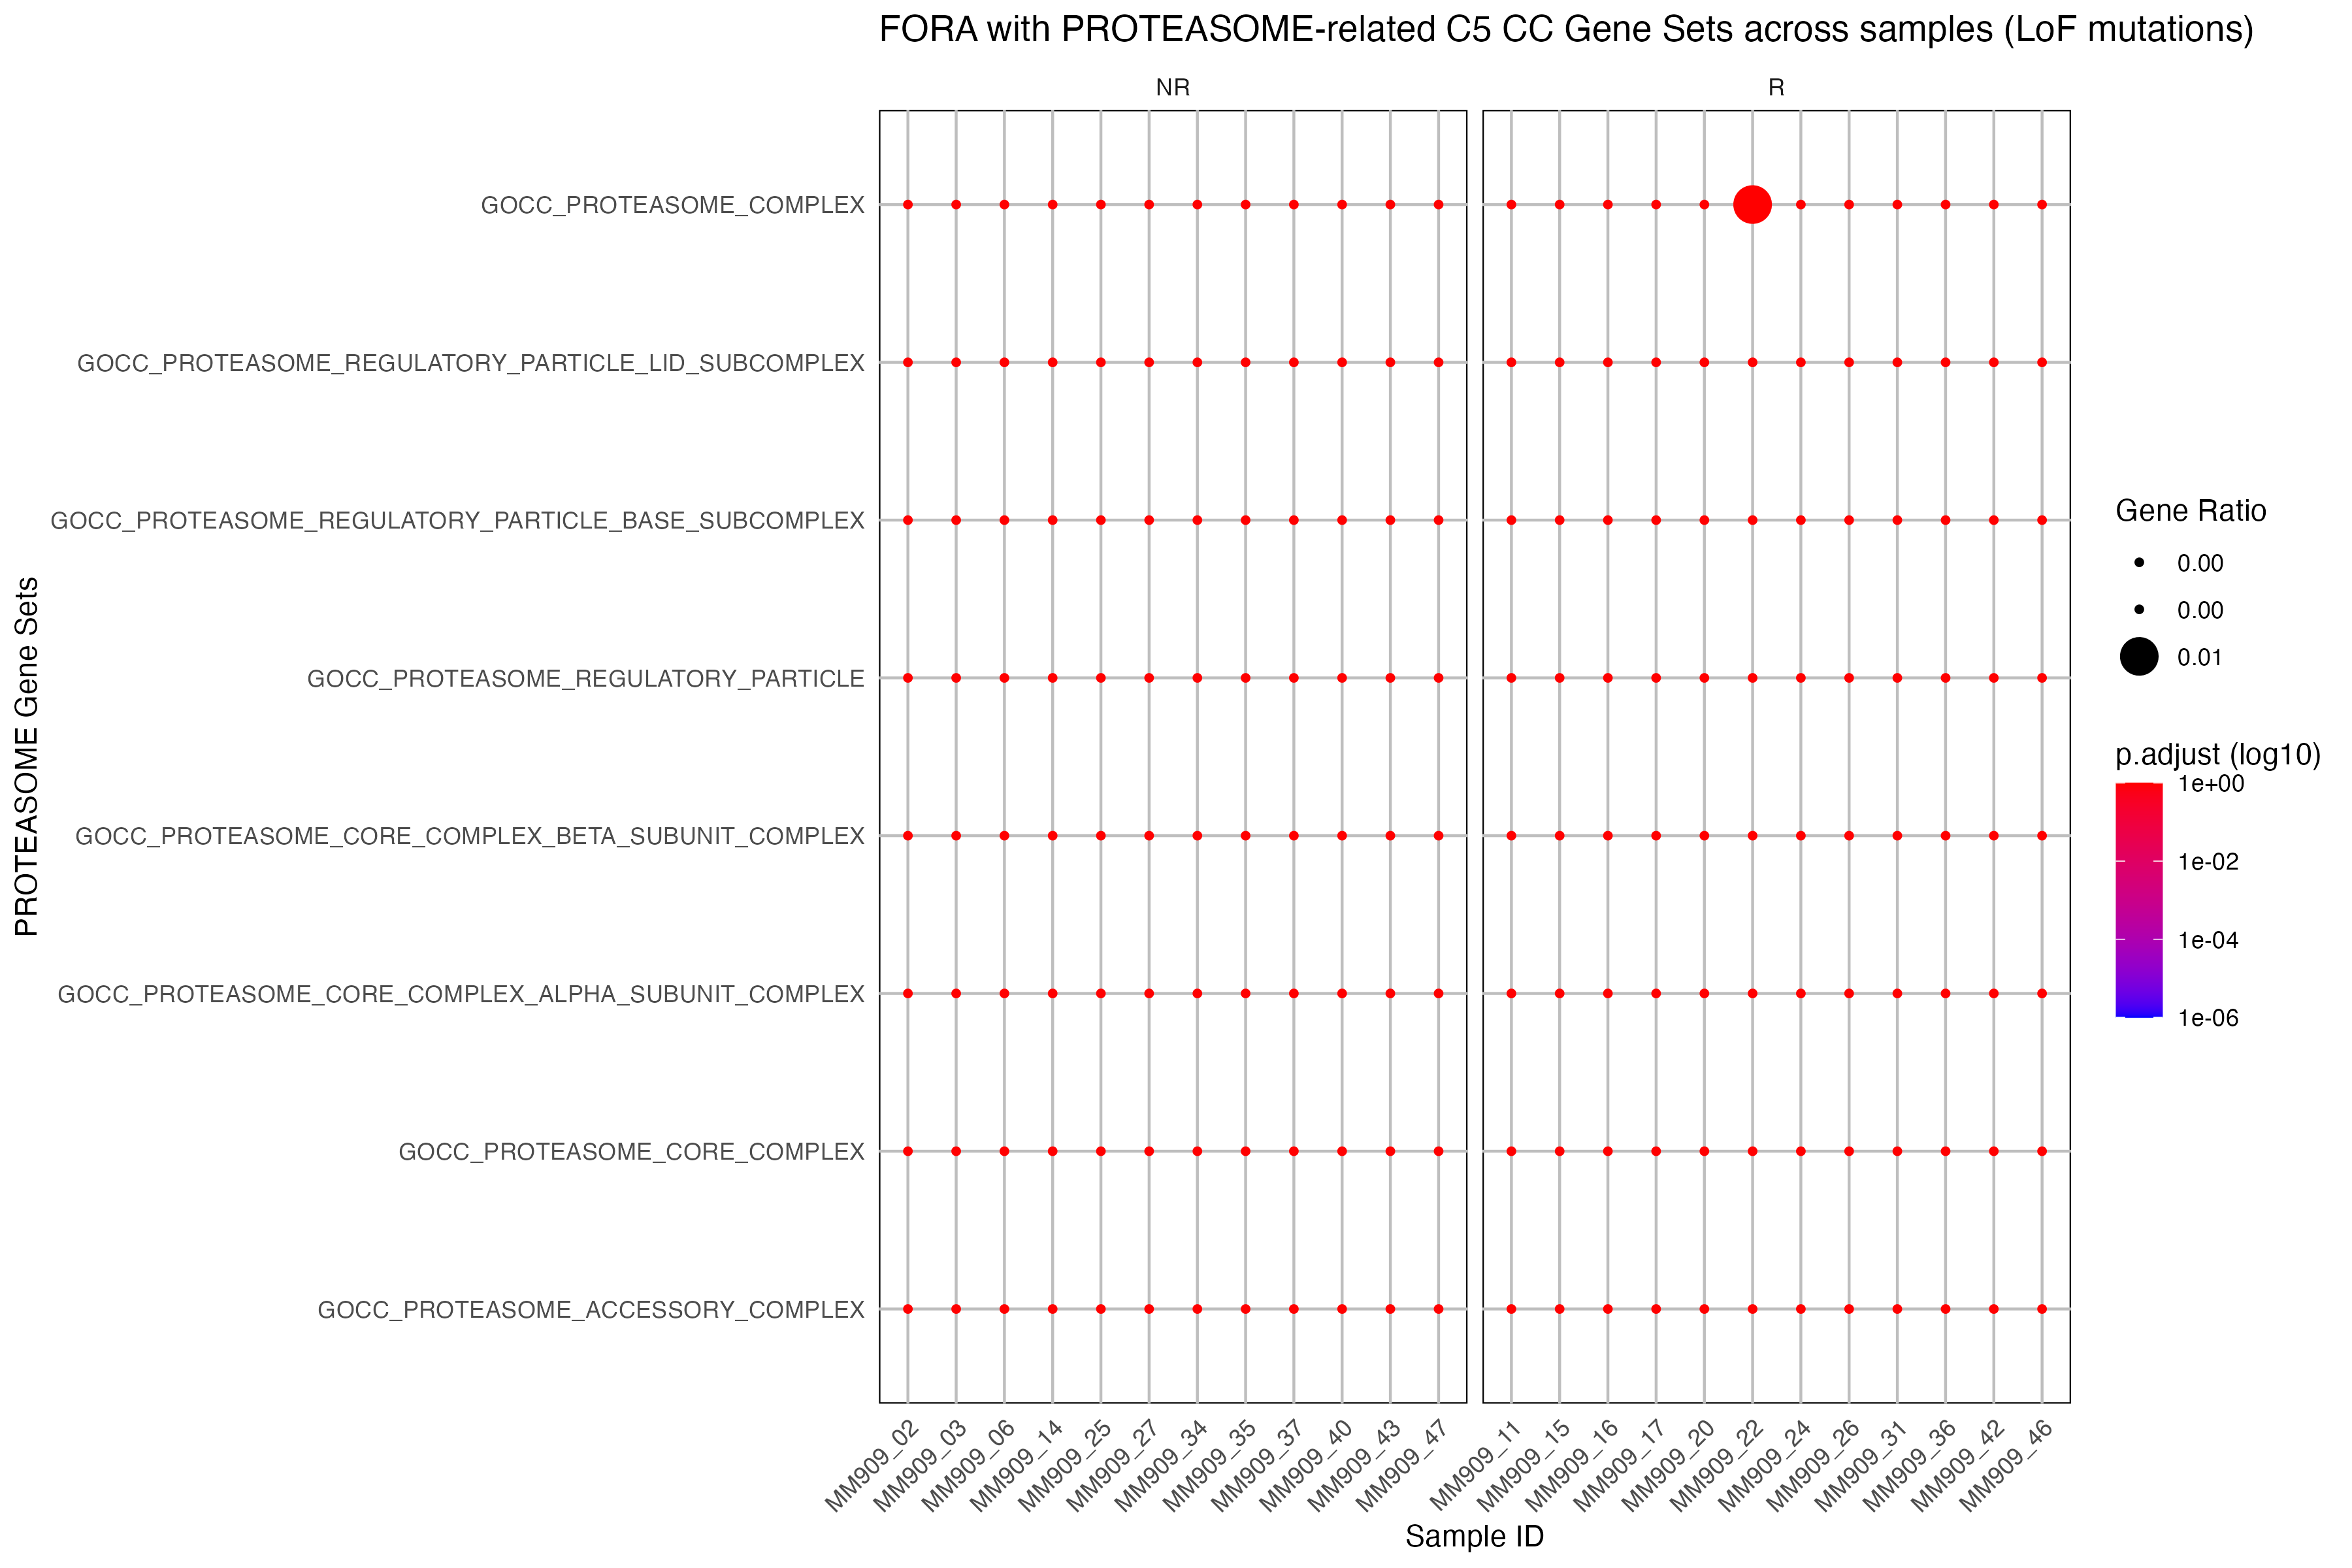 FORA with PROTEASOME-related C5 CC Gene Sets across samples (LoF mutations)
NR
R
PROTEASOME Gene Sets
GOCC_PROTEASOME_COMPLEX
GOCC_PROTEASOME_REGULATORY_PARTICLE_LID_SUBCOMPLEX
GOCC_PROTEASOME_REGULATORY_PARTICLE_BASE_SUBCOMPLEX
GOCC_PROTEASOME_REGULATORY_PARTICLE
GOCC_PROTEASOME_CORE_COMPLEX_BETA_SUBUNIT_COMPLEX
GOCC_PROTEASOME_CORE_COMPLEX_ALPHA_SUBUNIT_COMPLEX
GOCC_PROTEASOME_CORE_COMPLEX
GOCC_PROTEASOME_ACCESSORY_COMPLEX
MM909_02
MM909_03
MM909_06
MM909_14
MM909_25
MM909_27
MM909_34
MM909_35
MM909_37
MM909_40
MM909_43
MM909_47
MM909_11
MM909_15
MM909_16
MM909_17
MM909_20
MM909_22
MM909_24
MM909_26
MM909_31
MM909_36
MM909_42
MM909_46
Sample ID
Gene Ratio
0.00
0.00
0.01
p.adjust (log10)
1e+00
1e-02
1e-04
1e-06